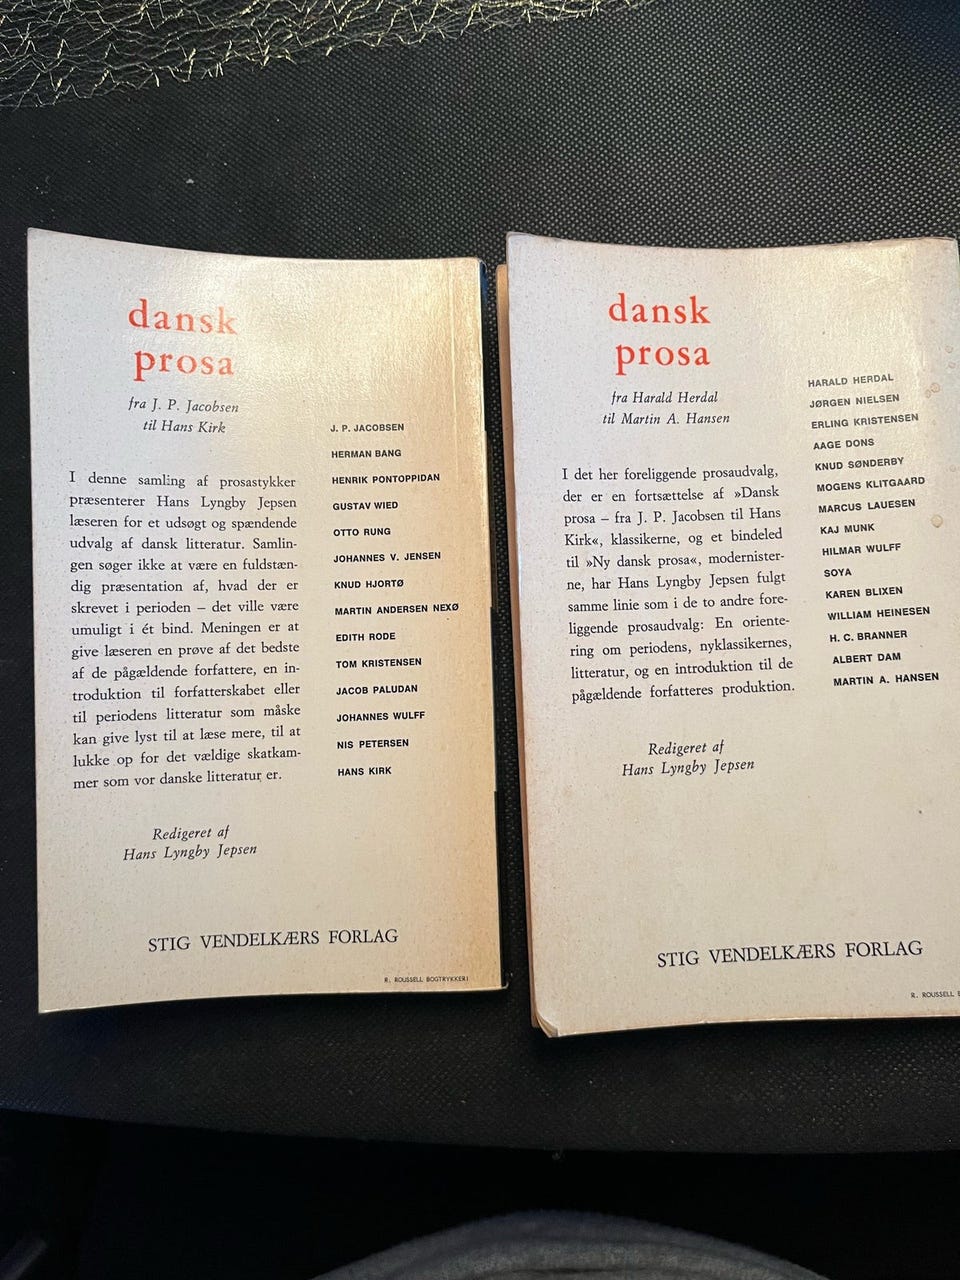 dansk
prosa
fra J. P. Jacobsen
til Hans Kirk
I denne samling af prosastykker
præsenterer Hans Lyngby Jepsen
læseren for et udsøgt og spændende
udvalg af dansk litteratur. Samlin-
gen søger ikke at være en fuldstæn-
dig præsentation af, hvad der er
skrevet i perioden – det ville være
umuligt i ét bind. Meningen er at
give læseren en prøve af det bedste
af de pågældende forfattere, en in-
troduktion til forfatterskabet eller
til periodens litteratur som måske
kan give lyst til at læse mere, til at
lukke op for det vældige skatkam-
mer som vor danske litteratur er.
Redigeret af
Hans Lyngby Jepsen
J. P. JACOBSEN
HERMAN BANG
HENRIK PONTOPPIDAN
GUSTAV WIED
OTTO RUNG
JOHANNES V. JENSEN
KNUD HJORTØ
MARTIN ANDERSEN NEXØ
EDITH RODE
TOM KRISTENSEN
JACOB PALUDAN
JOHANNES WULFF
NIS PETERSEN
HANS KIRK
STIG VENDELKÆRS FORLAG
R. ROUSSELL BOGTRYKKERI
dansk
prosa
fra Harald Herdal
til Martin A. Hansen
I det her foreliggende prosaudvalg,
der er en fortsættelse af »Dansk
prosa – fra J. P. Jacobsen til Hans
Kirk«, klassikerne, og et bindeled
til »Ny dansk prosa«, modernister-
ne, har Hans Lyngby Jepsen fulgt
samme linie som i de to andre fore-
liggende prosaudvalg: En oriente-
ring om periodens, nyklassikernes,
litteratur, og en introduktion til de
pågældende forfatteres produktion.
Redigeret af
Hans Lyngby Jepsen
HARALD HERDAL
JØRGEN NIELSEN
ERLING KRISTENSEN
AAGE DONS
KNUD SØNDERBY
MOGENS KLITGAARD
MARCUS LAUESEN
KAJ MUNK
HILMAR WULFF
SOYA
KAREN BLIXEN
WILLIAM HEINESEN
H. C. BRANNER
ALBERT DAM
MARTIN A. HANSEN
STIG VENDELKÆRS FORLAG
R. ROUSSELL